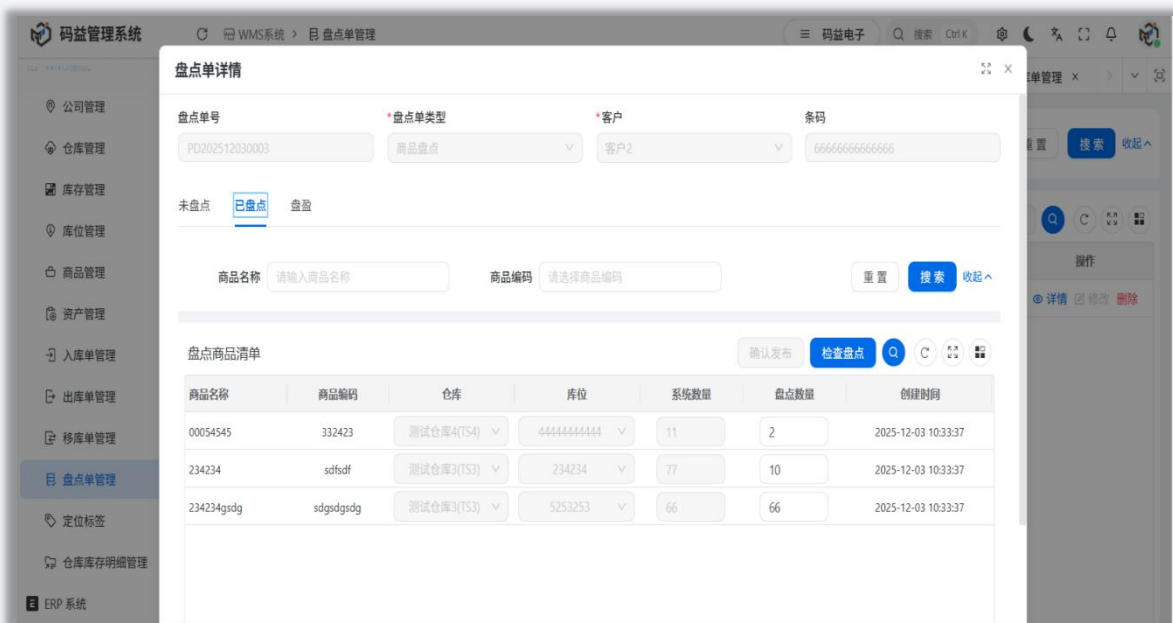 码益管理系统
WMS系统 > 盘点单管理
码益电子
搜索 Ctrl K
公司管理
仓库管理
库存管理
库位管理
商品管理
资产管理
入库单管理
出库单管理
移库单管理
盘点单管理
定位标签
仓库库存明细管理
ERP 系统
单管理 ×
重置
搜索
收起
操作
详情 修改 删除
盘点单详情
盘点单号
*盘点单类型
*客户
条码
PD202512030003
商品盘点
客户2
66666666666666
未盘点 已盘点 盘盈
商品名称 请输入商品名称
商品编码 请选择商品编码
重置 搜索 收起
盘点商品清单
确认发布 检查盘点
商品名称 商品编码 仓库 库位 系统数量 盘点数量 创建时间
00054545 332423 测试仓库4(TS4) 44444444444 11 2 2025-12-03 10:33:37
234234 sdfsdf 测试仓库3(TS3) 234234 77 10 2025-12-03 10:33:37
234234gsdg sdgsdgsdg 测试仓库3(TS3) 5253253 66 66 2025-12-03 10:33:37